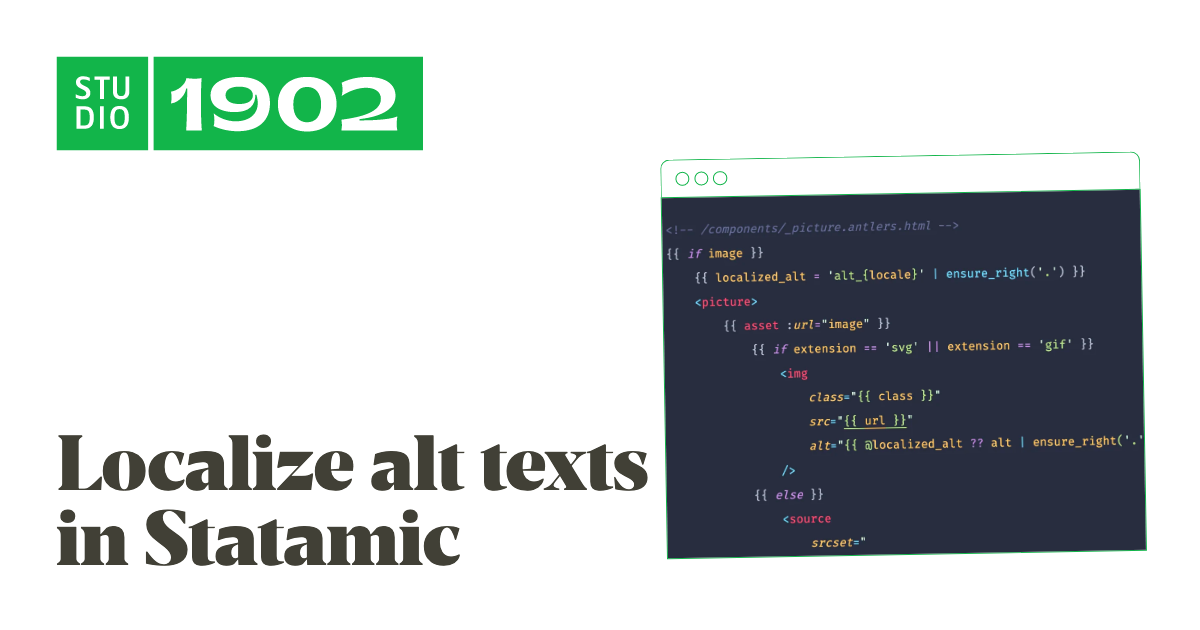 STU
DIO
1902
<!-- /components/_picture.antlers.html -->
{{ if image }}
{{ localized_alt = 'alt_{locale}' | ensure_right('.') }}
<picture>
{{ asset :url="image" }}
{{ if extension == 'svg' || extension == 'gif' }}
<img
class="{{ class }}"
src="{{ url }}"
alt="{{ @localized_alt ?? alt | ensure_right('.'
/>
{{ else }}
<source
srcset="
Localize alt texts
in Statamic